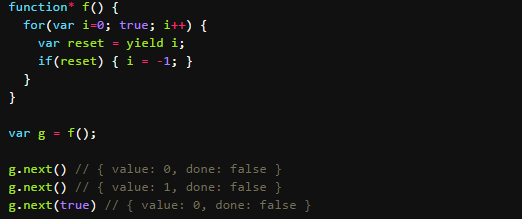 function* f() {
  for(var i=0; true; i++) {
    var reset = yield i;
    if(reset) { i = -1; }
  }
}

var g = f();

g.next() // { value: 0, done: false }
g.next() // { value: 1, done: false }
g.next(true) // { value: 0, done: false }